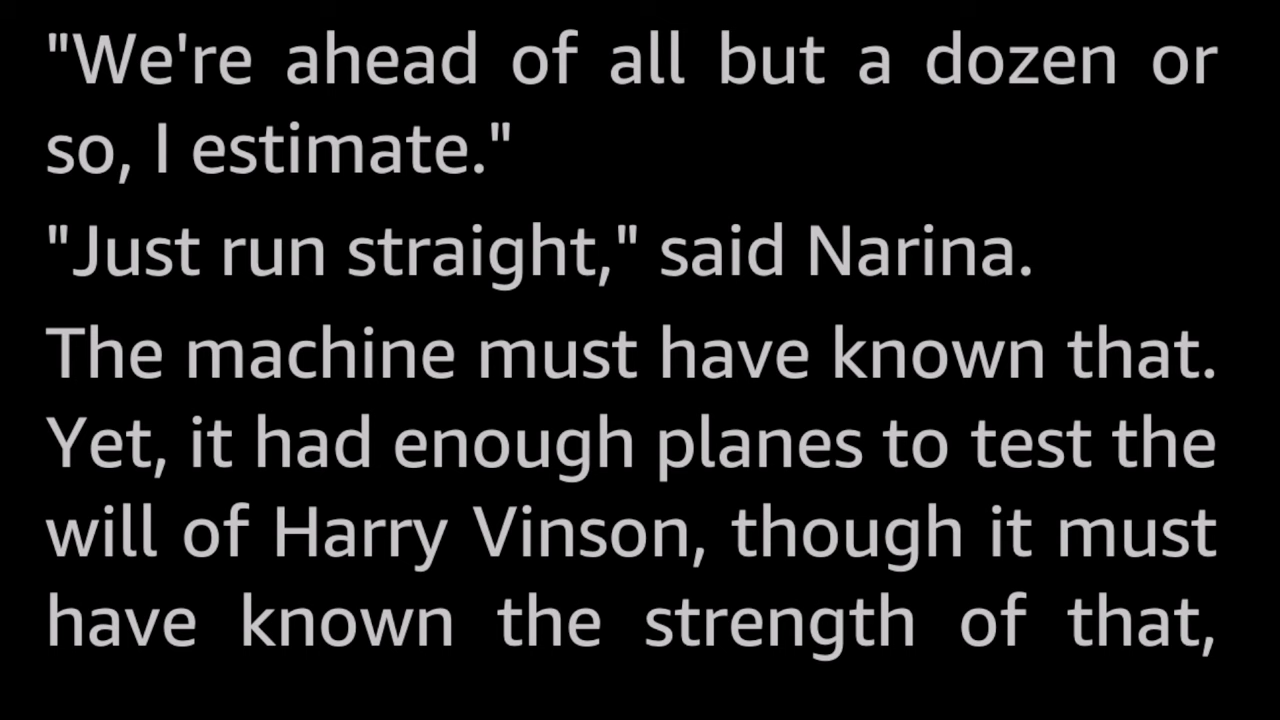 "We're ahead of all but a dozen or
so, I estimate."
"Just run straight," said Narina.
The machine must have known that.
Yet, it had enough planes to test the
will of Harry Vinson, though it must
have known the strength of that,